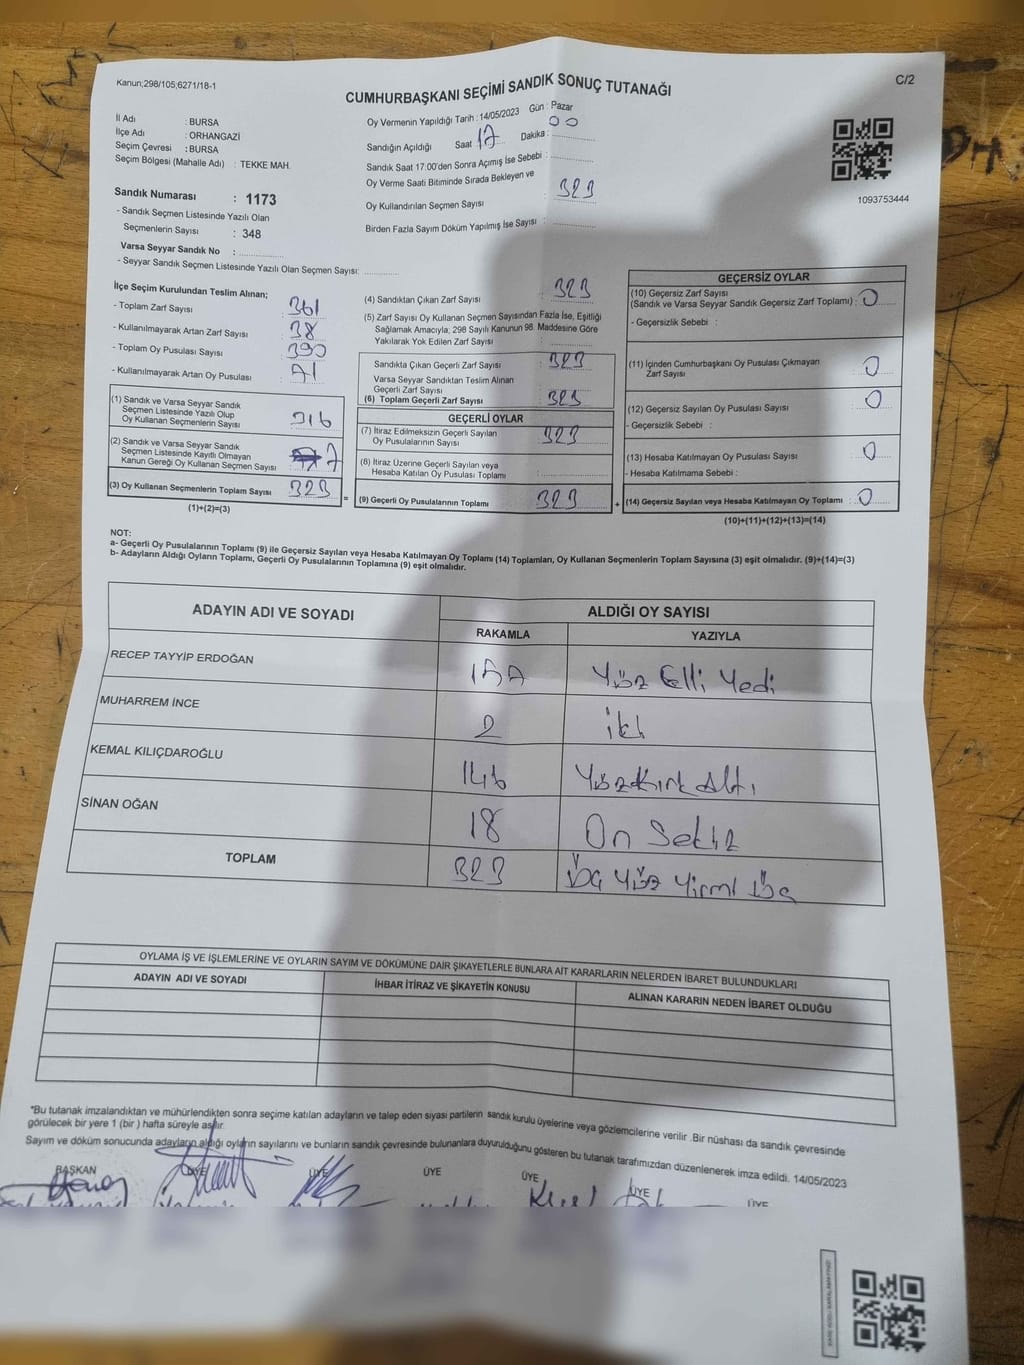 Kanun;298/105;6271/18-1
C/2
CUMHURBAŞKANI SEÇİMİ SANDIK SONUÇ TUTANAĞI
İl Adı : BURSA
İlçe Adı : ORHANGAZİ
Seçim Çevresi : BURSA
Seçim Bölgesi (Mahalle Adı) : TEKKE MAH.
Sandık Numarası : 1173
- Sandık Seçmen Listesinde Yazılı Olan
Seçmenlerin Sayısı : 348
Varsa Seyyar Sandık No :
- Seyyar Sandık Seçmen Listesinde Yazılı Olan Seçmen Sayısı:
Oy Vermenin Yapıldığı Tarih : 14/05/2023 Gün : Pazar
Sandığın Açıldığı Saat 17 Dakika : 00
Sandık Saat 17:00'den Sonra Açımış İse Sebebi :
Oy Verme Saati Bitiminde Sırada Bekleyen ve
Oy Kullandırılan Seçmen Sayısı : 323
Birden Fazla Sayım Döküm Yapılmış İse Sayısı :
1093753444
İlçe Seçim Kurulundan Teslim Alınan;
- Toplam Zarf Sayısı 361
- Kullanılmayarak Artan Zarf Sayısı 38
- Toplam Oy Pusulası Sayısı 390
- Kullanılmayarak Artan Oy Pusulası
(1) Sandık ve Varsa Seyyar Sandık
Seçmen Listesinde Yazılı Olup
Oy Kullanan Seçmenlerin Sayısı 316
(2) Sandık ve Varsa Seyyar Sandık
Seçmen Listesinde Kayıtlı Olmayan
Kanun Gereği Oy Kullanan Seçmen Sayısı 7
(3) Oy Kullanan Seçmenlerin Toplam Sayısı 323
(1)+(2)=(3)
=
(4) Sandıktan Çıkan Zarf Sayısı 323
(5) Zarf Sayısı Oy Kullanan Seçmen Sayısından Fazla İse, Eşitliği
Sağlamak Amacıyla, 298 Sayılı Kanunun 98. Maddesine Göre
Yakılarak Yok Edilen Zarf Sayısı :
Sandıkta Çıkan Geçerli Zarf Sayısı 323
Varsa Seyyar Sandıktan Teslim Alınan
Geçerli Zarf Sayısı
(6) Toplam Geçerli Zarf Sayısı 323
GEÇERLİ OYLAR
(7) İtiraz Edilmeksizin Geçerli Sayılan
Oy Pusulalarının Sayısı 323
(8) İtiraz Üzerine Geçerli Sayılan veya
Hesaba Katılan Oy Pusulası Toplamı
(9) Geçerli Oy Pusulalarının Toplamı 323
+
GEÇERSİZ OYLAR
(10) Geçersiz Zarf Sayısı
(Sandık ve Varsa Seyyar Sandık Geçersiz Zarf Toplamı) : 0
- Geçersizlik Sebebi :
(11) İçinden Cumhurbaşkanı Oy Pusulası Çıkmayan
Zarf Sayısı 0
(12) Geçersiz Sayılan Oy Pusulası Sayısı 0
- Geçersizlik Sebebi :
(13) Hesaba Katılmayan Oy Pusulası Sayısı 0
- Hesaba Katılmama Sebebi :
(14) Geçersiz Sayılan veya Hesaba Katılmayan Oy Toplamı : 0
(10)+(11)+(12)+(13)=(14)
NOT:
a- Geçerli Oy Pusulalarının Toplamı (9) ile Geçersiz Sayılan veya Hesaba Katılmayan Oy Toplamı (14) Toplamları, Oy Kullanan Seçmenlerin Toplam Sayısına (3) eşit olmalıdır. (9)+(14)=(3)
b- Adayların Aldığı Oyların Toplamı, Geçerli Oy Pusulalarının Toplamına (9) eşit olmalıdır.
ADAYIN ADI VE SOYADI ALDIĞI OY SAYISI
RAKAMLA YAZIYLA
RECEP TAYYİP ERDOĞAN 157 Yüz Elli Yedi
MUHARREM İNCE 2 iki
KEMAL KILIÇDAROĞLU 146 YüzKırk Altı
SİNAN OĞAN 18 On Sekiz
TOPLAM 323 Üç Yüz Yirmi Üç
OYLAMA İŞ VE İŞLEMLERİNE VE OYLARIN SAYIM VE DÖKÜMÜNE DAİR ŞİKAYETLERLE BUNLARA AİT KARARLARIN NELERDEN İBARET BULUNDUKLARI
ADAYIN ADI VE SOYADI İHBAR İTİRAZ VE ŞİKAYETİN KONUSU ALINAN KARARIN NEDEN İBARET OLDUĞU
*Bu tutanak imzalandıktan ve mühürlendikten sonra seçime katılan adayların ve talep eden siyasi partilerin sandık kurulu üyelerine veya gözlemcilerine verilir .Bir nüshası da sandık çevresinde
görülecek bir yere 1 (bir ) hafta süreyle asılır.
Sayım ve döküm sonucunda adayların aldığı oyların sayılarını ve bunların sandık çevresinde bulunanlara duyurulduğunu gösteren bu tutanak tarafımızdan düzenlenerek imza edildi. 14/05/2023
BAŞKAN ÜYE ÜYE ÜYE ÜYE ÜYE ÜYE